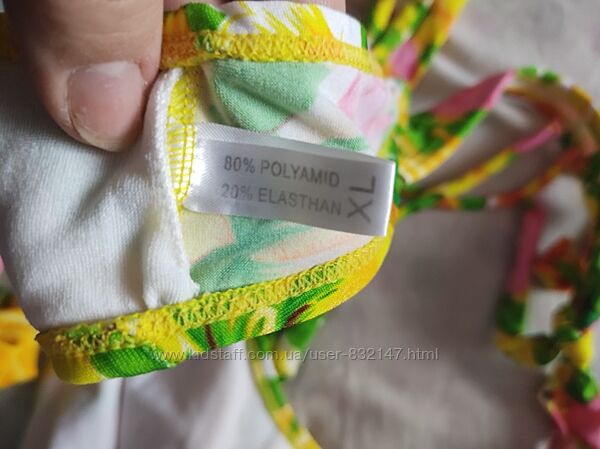 80% POLYAMID
20% ELASTHAN
XL
www.kidstaff.com.ua/user-832147.html